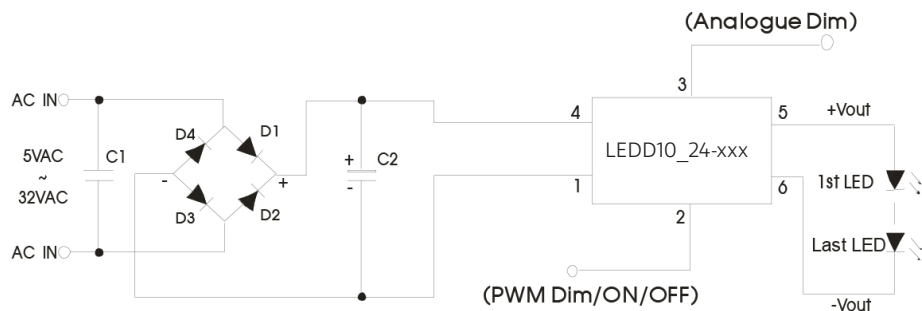 (Analogue Dim)
3
AC IN
D4
D1
4
5
+Vout
5VAC
~
32VAC
C1
-
+
+
-
C2
LEDD10_24-xxx
1st LED
D3
D2
1
6
2
Last LED
AC IN
(PWM Dim/ON/OFF)
-Vout